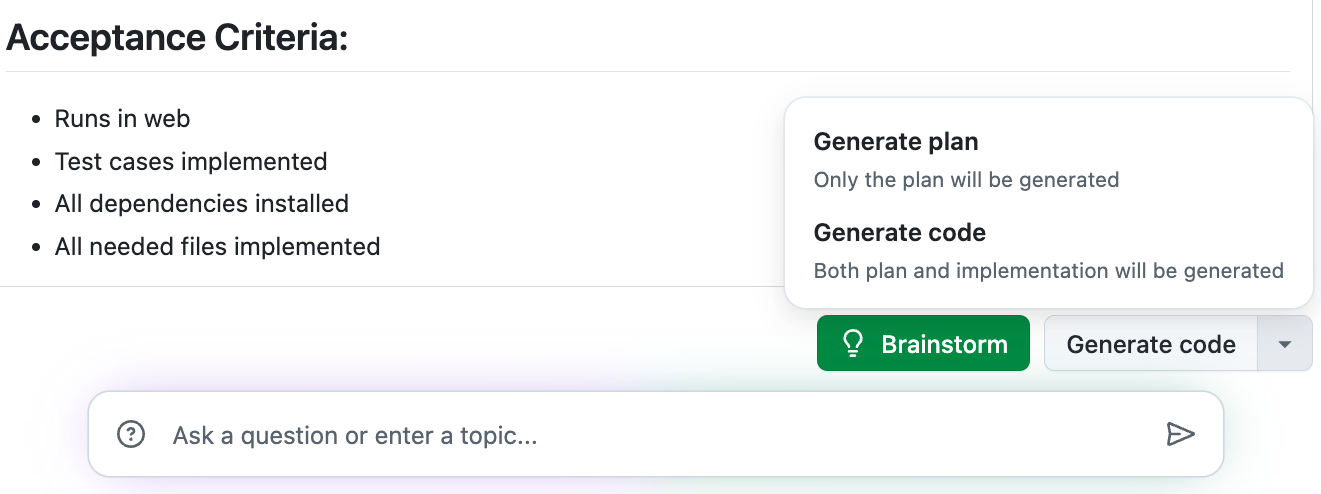 Acceptance Criteria:
Runs in web
Test cases implemented
All dependencies installed
All needed files implemented
Generate plan
Only the plan will be generated
Generate code
Both plan and implementation will be generated
Brainstorm
Generate code
Ask a question or enter a topic...